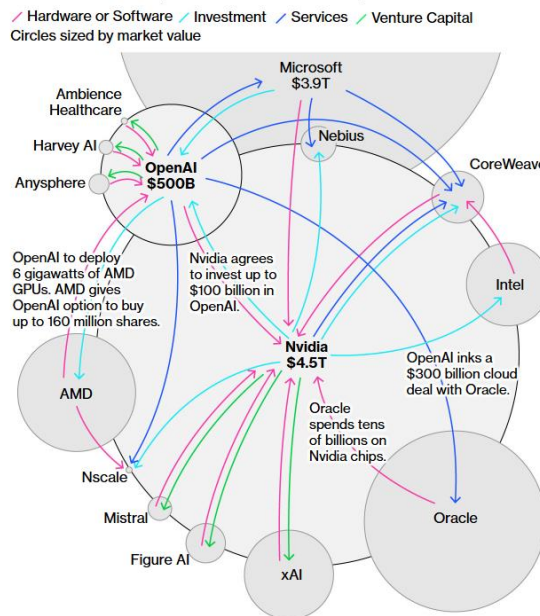 Hardware or Software Investment Services Venture Capital
Circles sized by market value
Microsoft
$3.9T
Ambience
Healthcare
Harvey AI
Anysphere
OpenAI
$500B
Nebius
CoreWeave
OpenAI to deploy
6 gigawatts of AMD
GPUs. AMD gives
OpenAI option to buy
up to 160 million shares.
Nvidia agrees
to invest up to
$100 billion in
OpenAI.
Intel
Nvidia
$4.5T
OpenAI inks a
$300 billion cloud
deal with Oracle.
AMD
Oracle
spends tens
of billions on
Nvidia chips.
Nscale
Mistral
Oracle
Figure AI
xAI